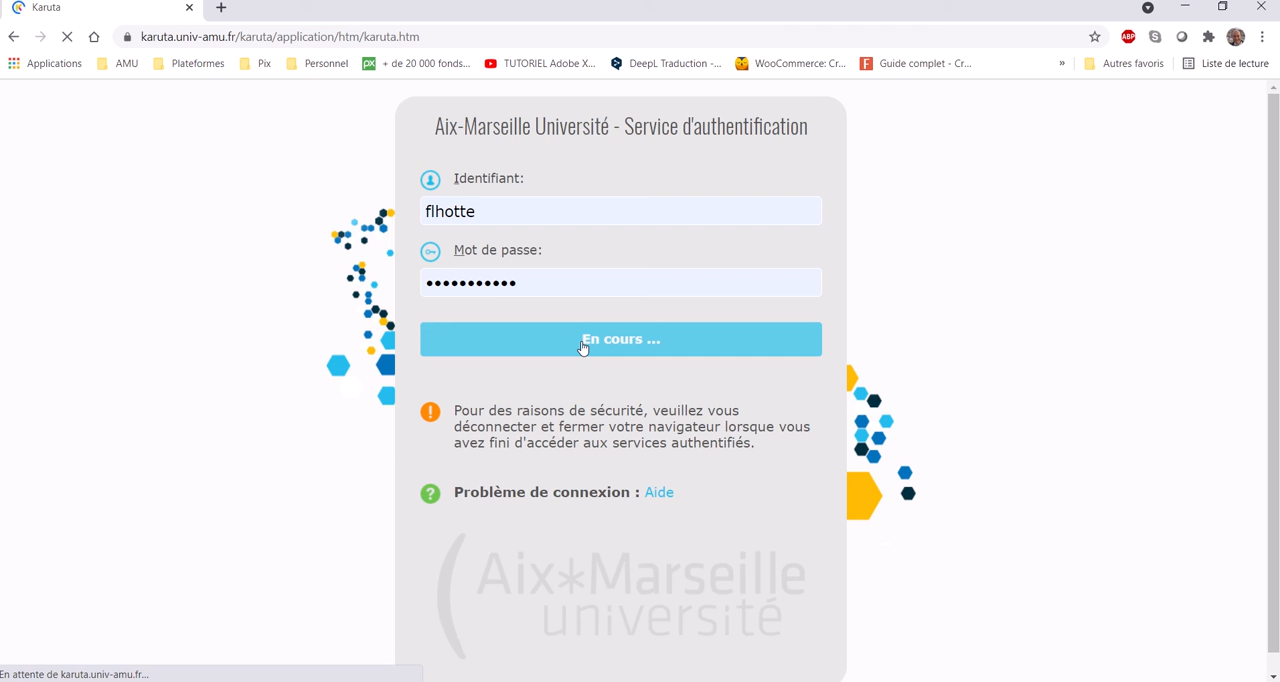 Karuta
karuta.univ-amu.fr/karuta/application/htm/karuta.htm
ABP
Applications AMU Plateformes Pix Personnel px + de 20 000 fonds... TUTORIEL Adobe X... DeepL Traduction -... WooCommerce: Cr... F Guide complet - Cr... » Autres favoris Liste de lecture
Aix-Marseille Université - Service d'authentification
Identifiant:
flhotte
Mot de passe:
•••••••••••
En cours ...
! Pour des raisons de sécurité, veuillez vous
déconnecter et fermer votre navigateur lorsque vous
avez fini d'accéder aux services authentifiés.
? Problème de connexion : Aide
Aix*Marseille
université
En attente de karuta.univ-amu.fr...